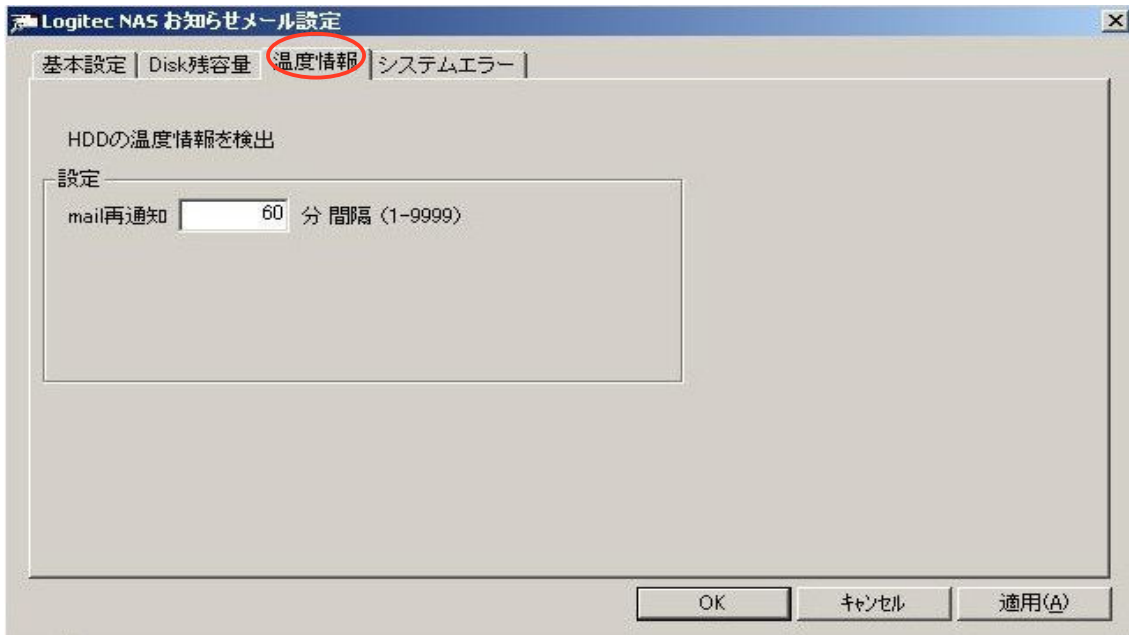 Logitec NAS お知らせメール設定
基本設定 Disk残容量 温度情報 システムエラー
HDDの温度情報を検出
設定
mail再通知 60 分 間隔 (1-9999)
OK キャンセル 適用(A)